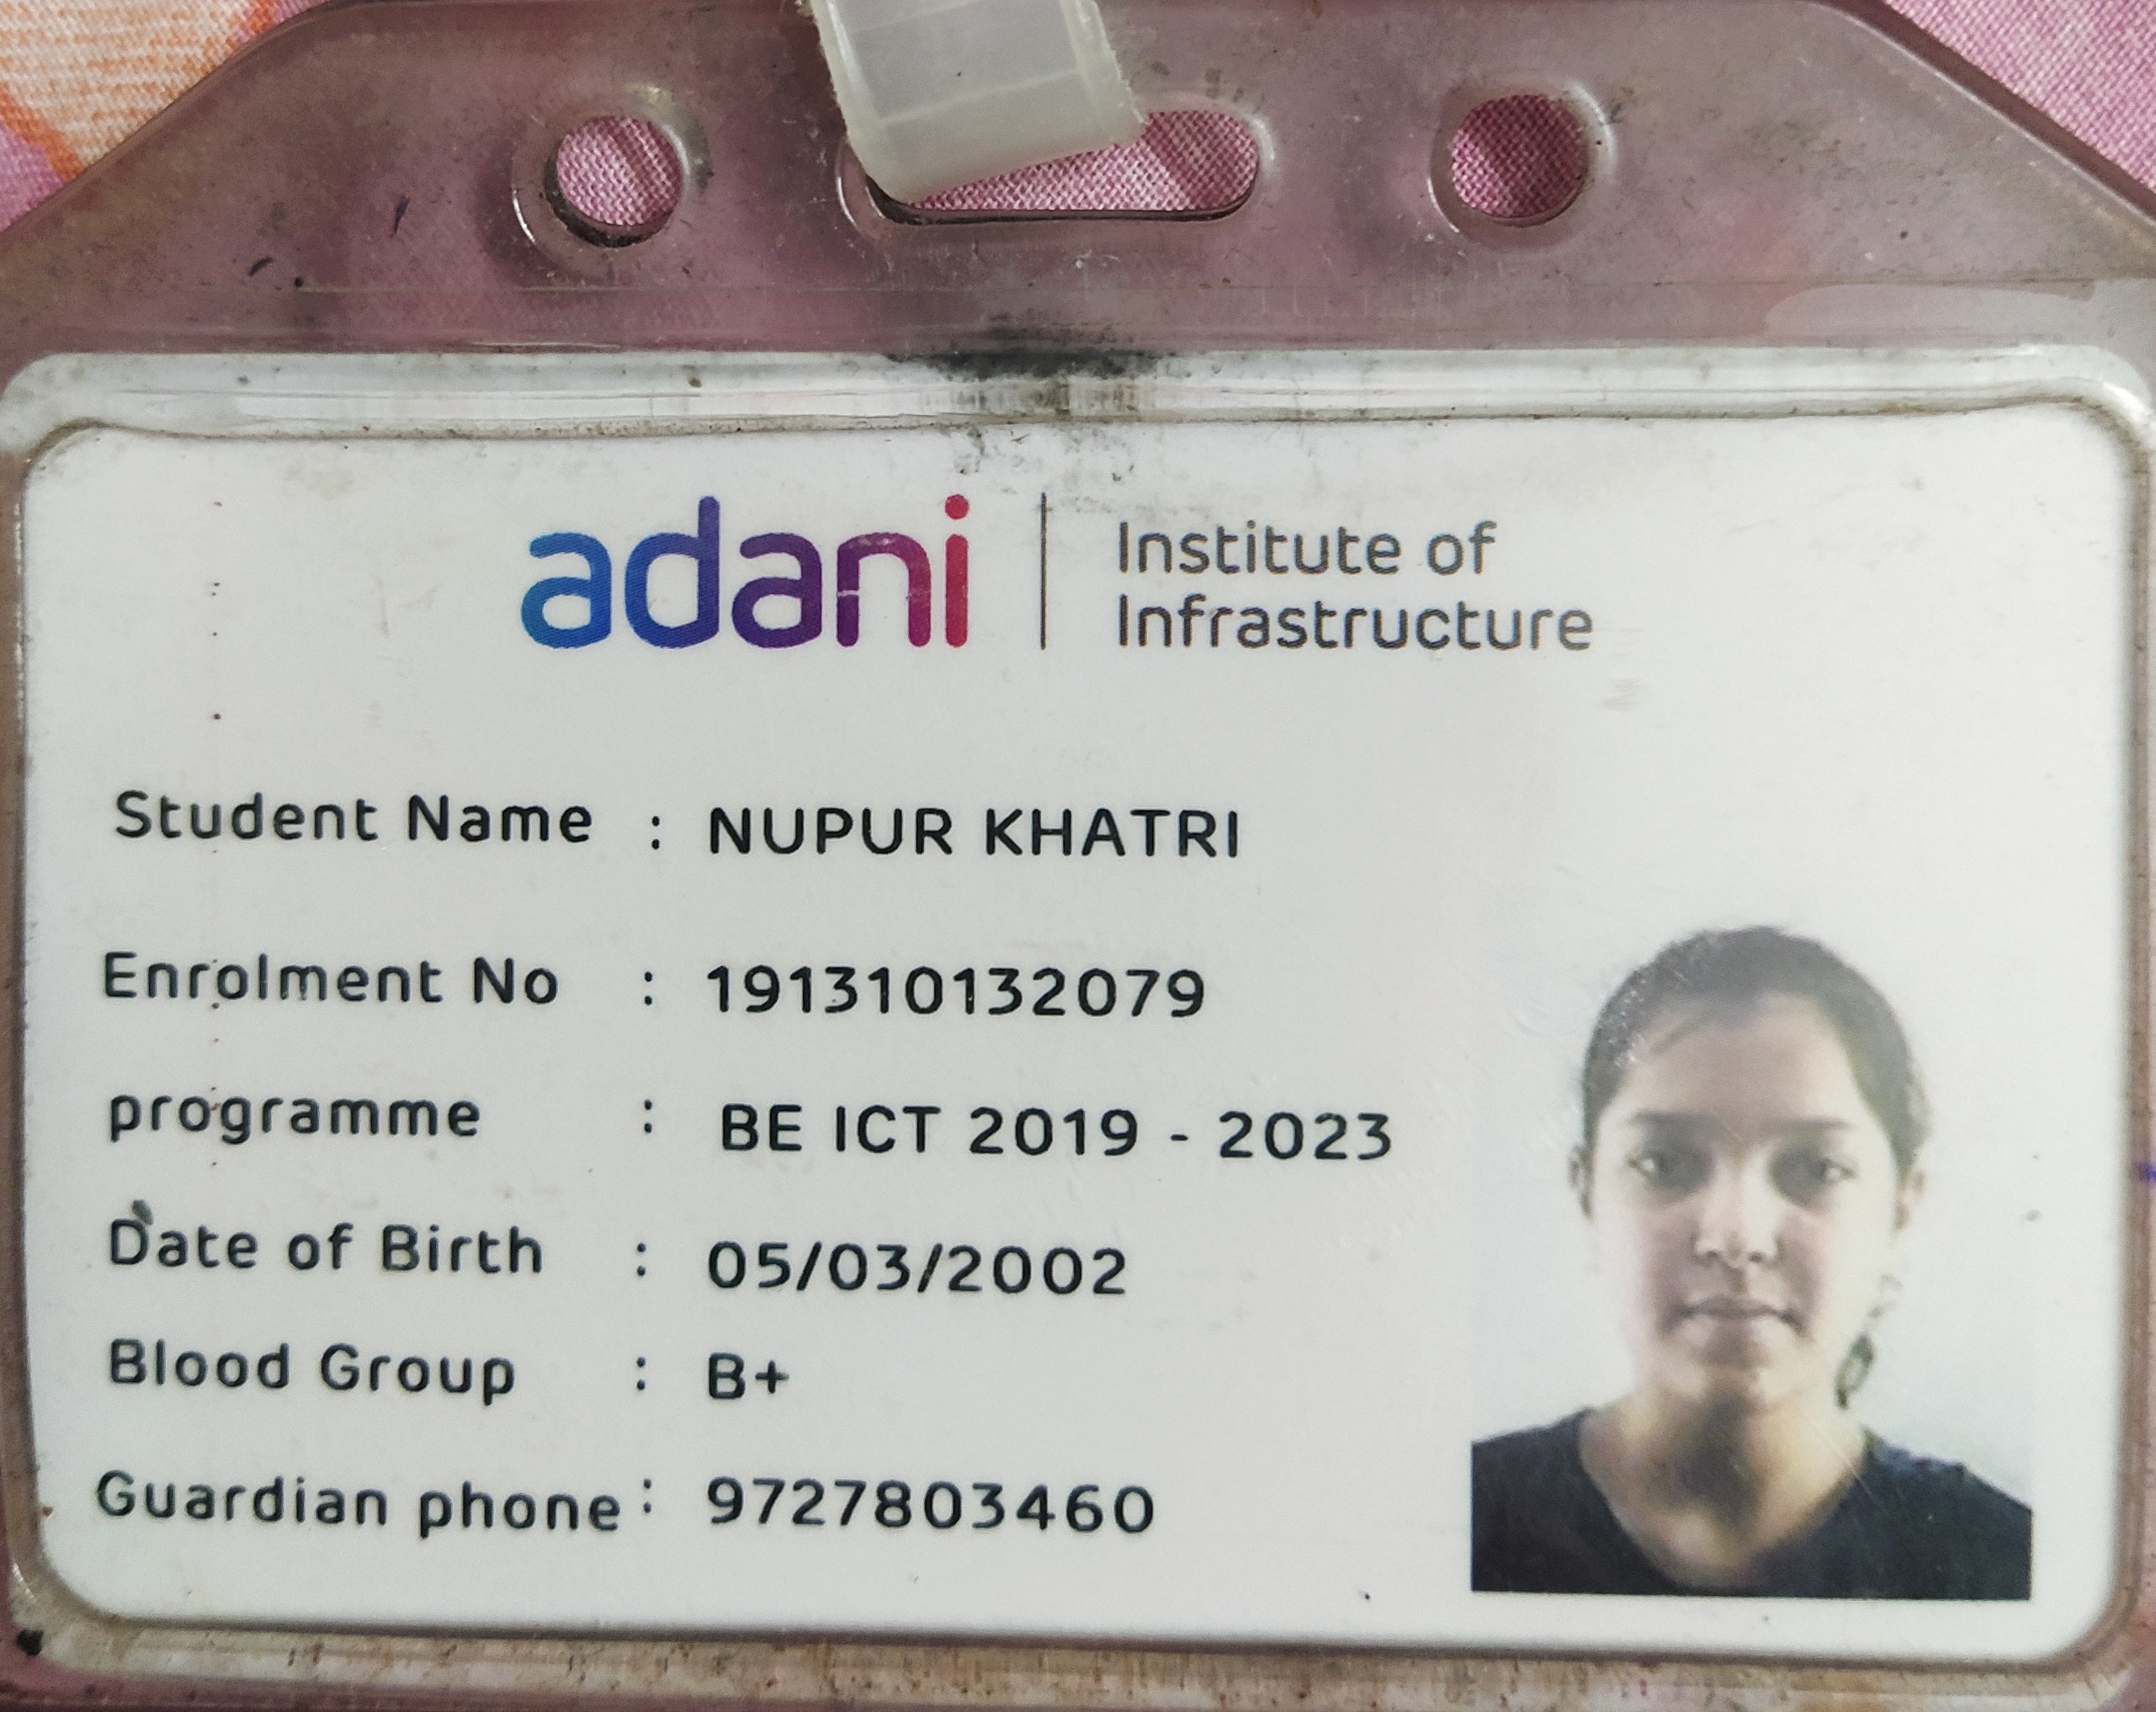 adani
Institute of
Infrastructure
Student Name : NUPUR KHATRI
Enrolment No : 191310132079
programme : BE ICT 2019 - 2023
Date of Birth : 05/03/2002
Blood Group : B+
Guardian phone : 9727803460